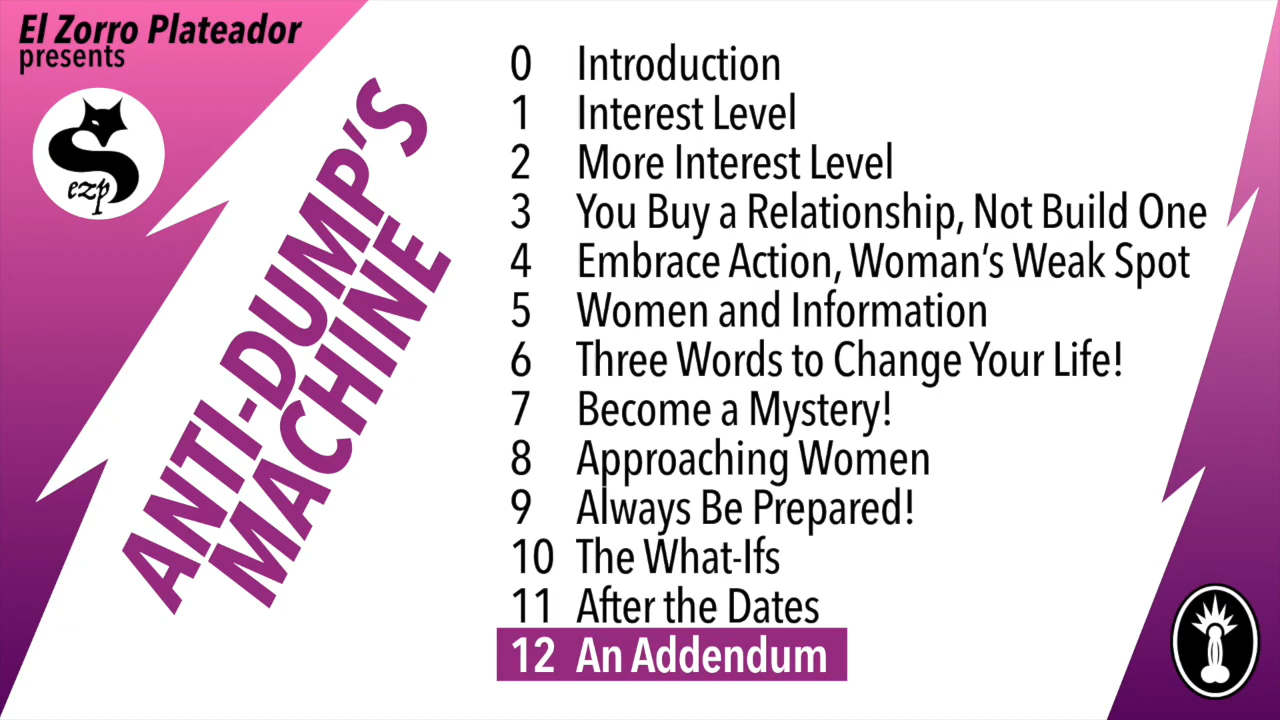 El Zorro Plateador
presents
ezp
ANTI-DUMP'S
MACHINE
0 Introduction
1 Interest Level
2 More Interest Level
3 You Buy a Relationship, Not Build One
4 Embrace Action, Woman's Weak Spot
5 Women and Information
6 Three Words to Change Your Life!
7 Become a Mystery!
8 Approaching Women
9 Always Be Prepared!
10 The What-Ifs
11 After the Dates
12 An Addendum